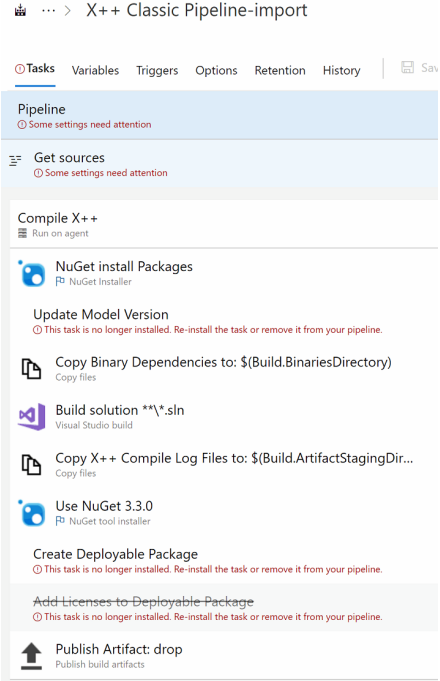 ··· > X++ Classic Pipeline-import
Tasks Variables Triggers Options Retention History Sav
Pipeline
Some settings need attention
Get sources
Some settings need attention
Compile X++
Run on agent
NuGet install Packages
NuGet Installer
Update Model Version
This task is no longer installed. Re-install the task or remove it from your pipeline.
Copy Binary Dependencies to: $(Build.BinariesDirectory)
Copy files
Build solution **\*.sln
Visual Studio build
Copy X++ Compile Log Files to: $(Build.ArtifactStagingDir...
Copy files
Use NuGet 3.3.0
NuGet tool installer
Create Deployable Package
This task is no longer installed. Re-install the task or remove it from your pipeline.
Add Licenses to Deployable Package
This task is no longer installed. Re-install the task or remove it from your pipeline.
Publish Artifact: drop
Publish build artifacts